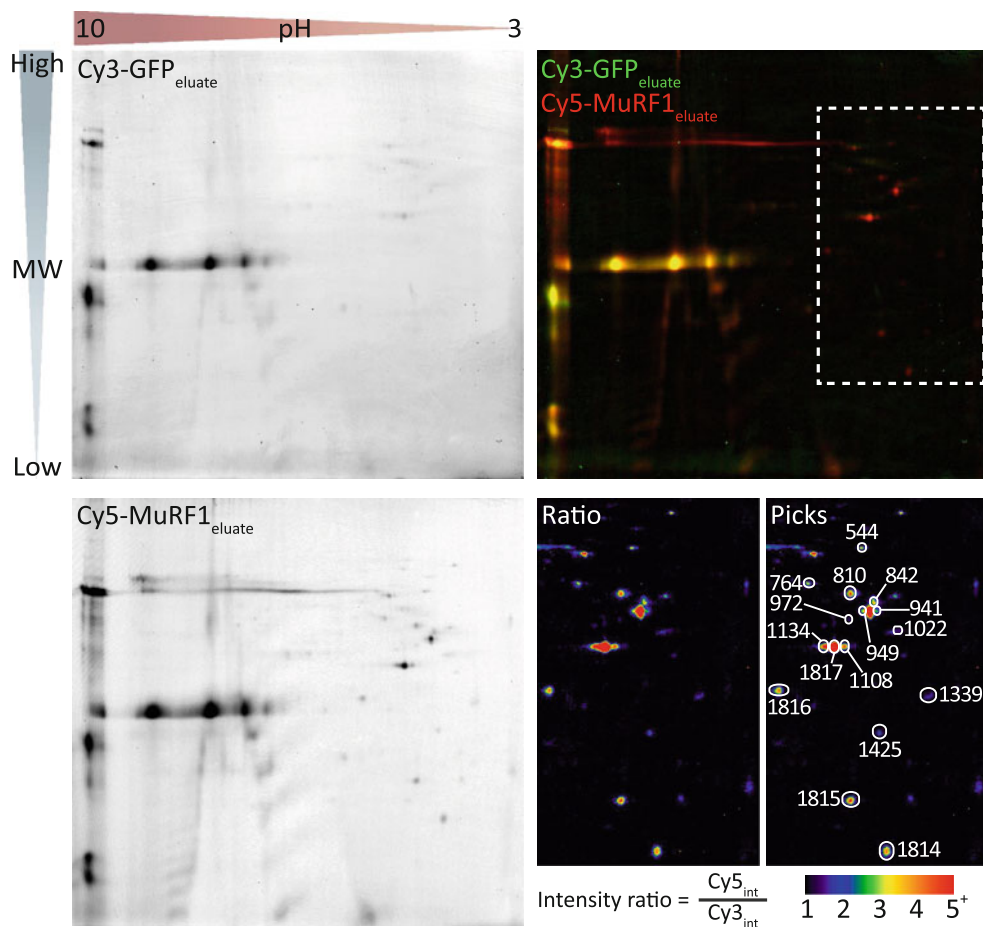 10 pH 3
High
MW
Low
Cy3-GFPeluate
Cy3-GFPeluate
Cy5-MuRF1eluate
Cy5-MuRF1eluate
Ratio
Picks
544
764
810
842
972
941
1022
1134
949
1817
1108
1816
1339
1425
1815
1814
Intensity ratio = Cy5int
Cy3int
1 2 3 4 5+